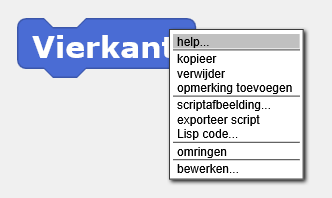 Vierkant
help...
kopieer
verwijder
opmerking toevoegen
scriptafbeelding...
exporteer script
Lisp code...
omringen
bewerken...